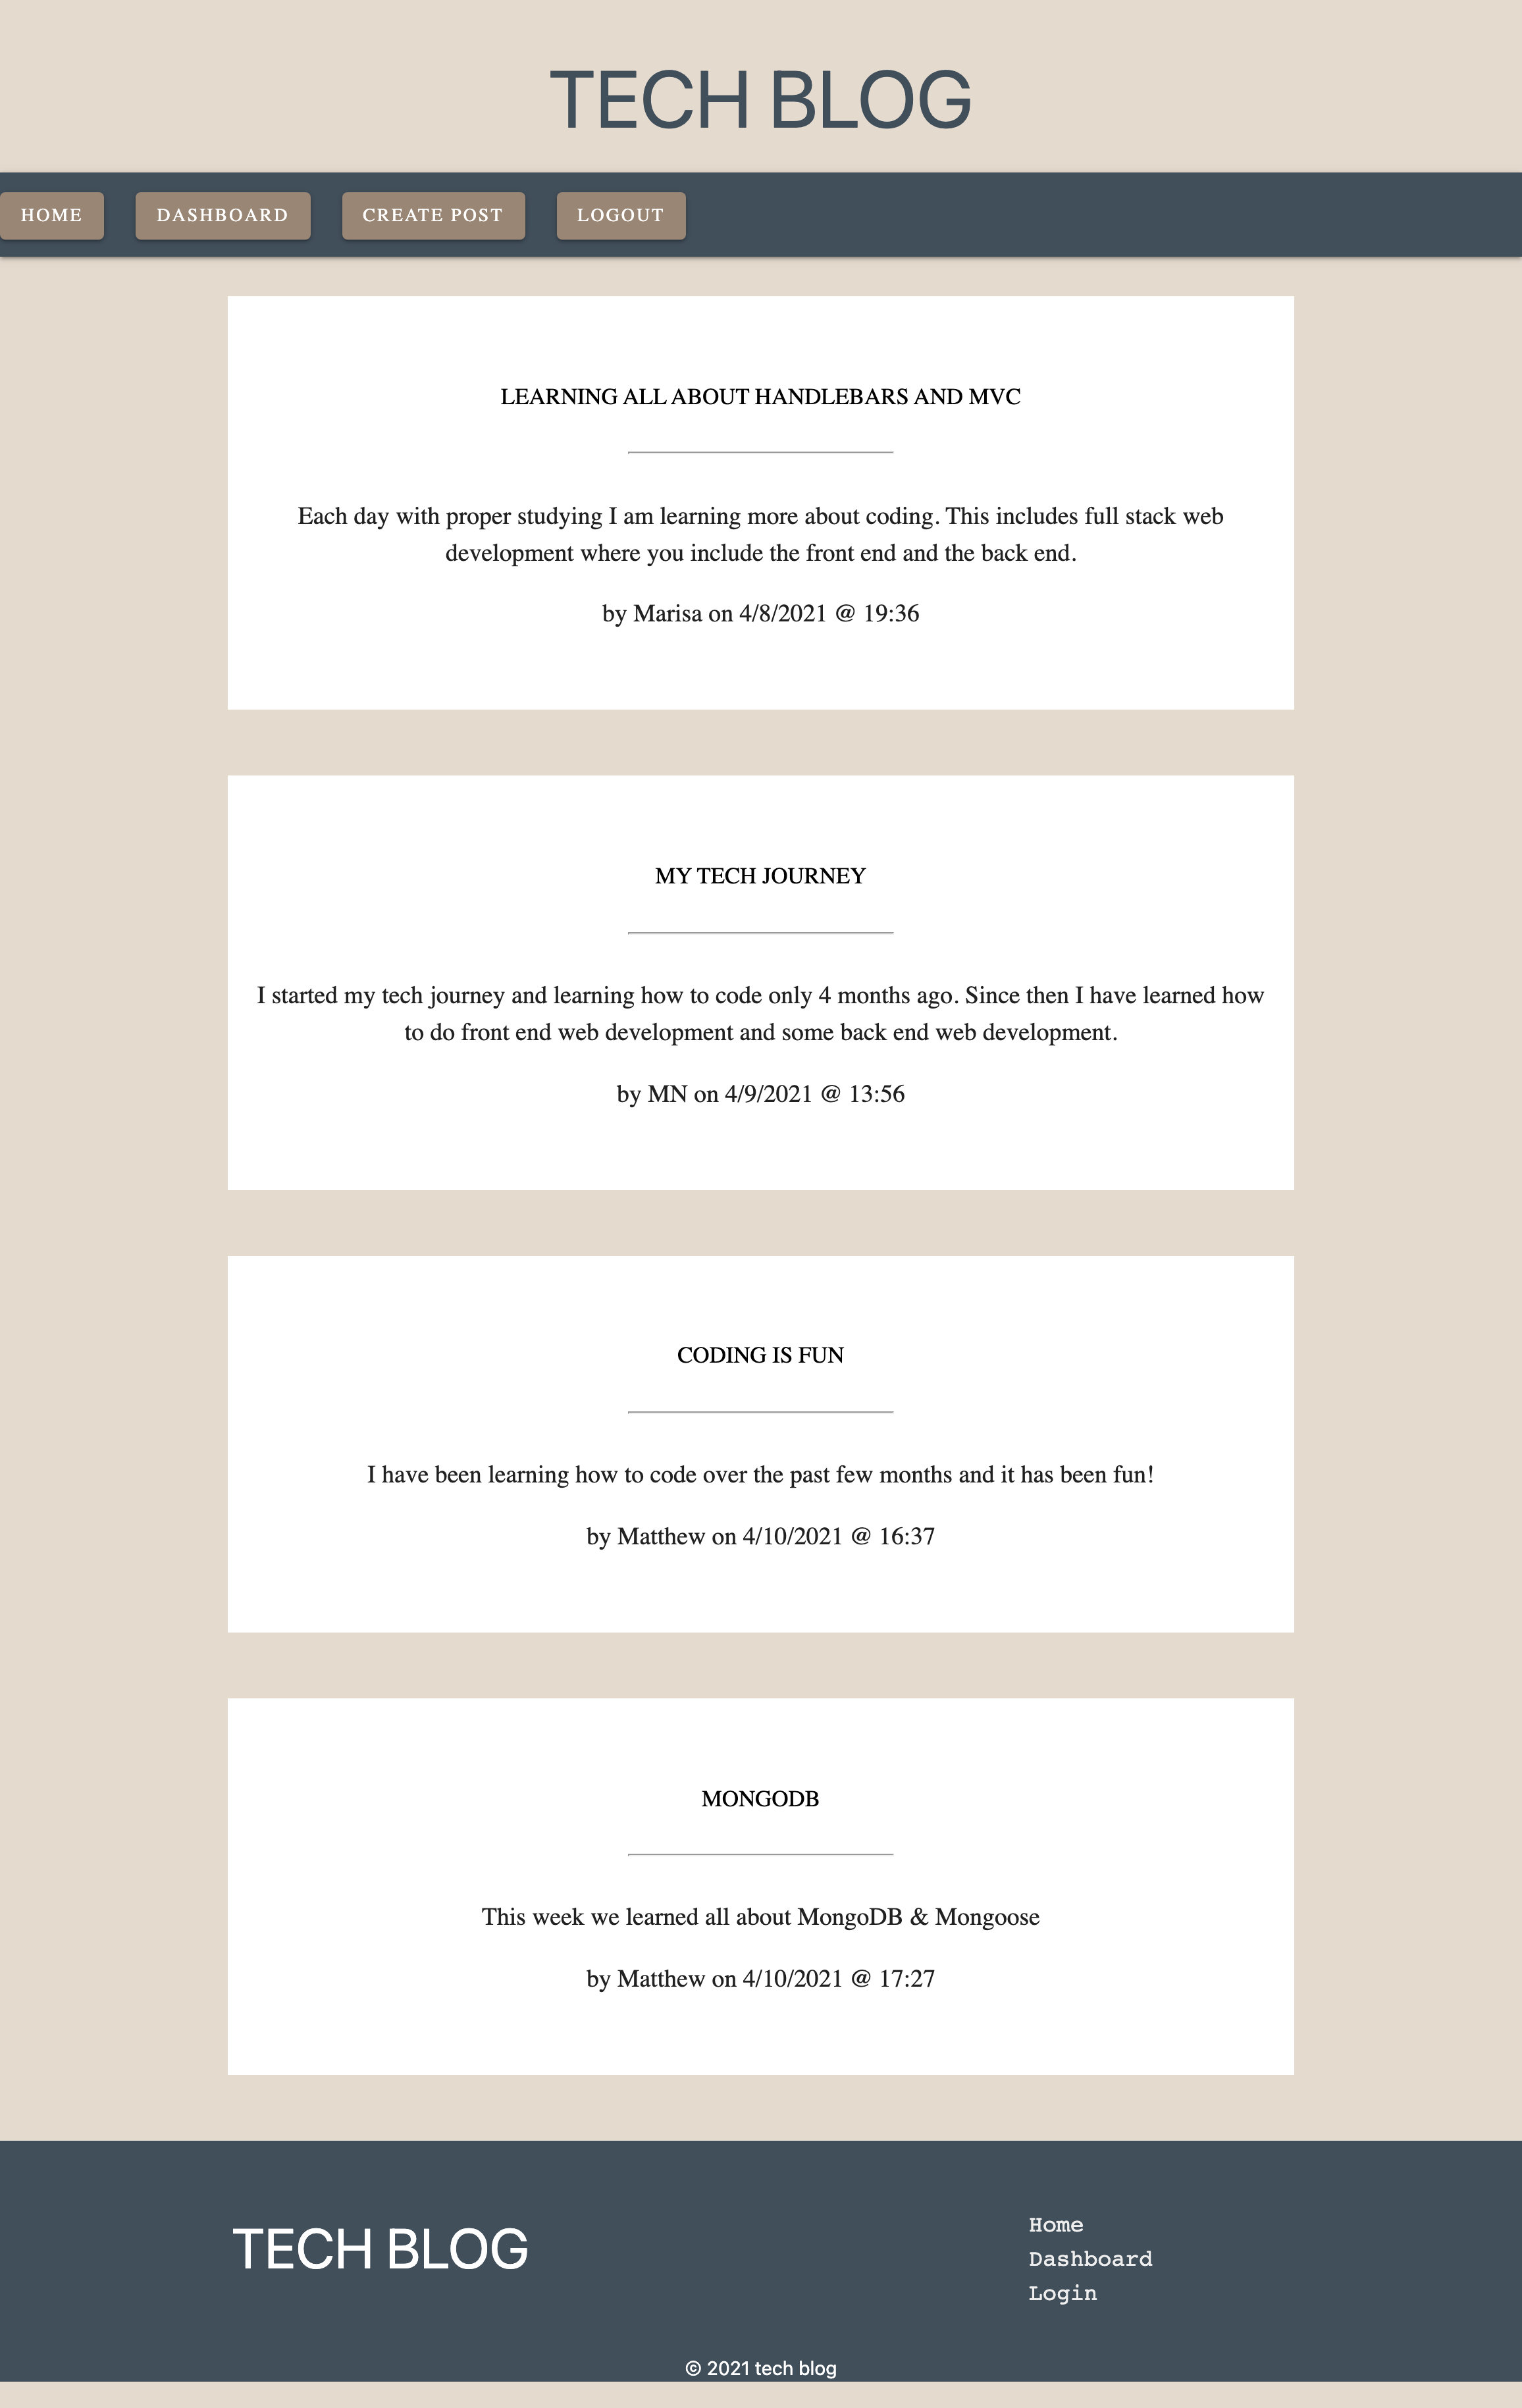 TECH BLOG
HOME DASHBOARD CREATE POST LOGOUT
LEARNING ALL ABOUT HANDLEBARS AND MVC
Each day with proper studying I am learning more about coding. This includes full stack web
development where you include the front end and the back end.
by Marisa on 4/8/2021 @ 19:36
MY TECH JOURNEY
I started my tech journey and learning how to code only 4 months ago. Since then I have learned how
to do front end web development and some back end web development.
by MN on 4/9/2021 @ 13:56
CODING IS FUN
I have been learning how to code over the past few months and it has been fun!
by Matthew on 4/10/2021 @ 16:37
MONGODB
This week we learned all about MongoDB & Mongoose
by Matthew on 4/10/2021 @ 17:27
TECH BLOG
Home
Dashboard
Login
© 2021 tech blog